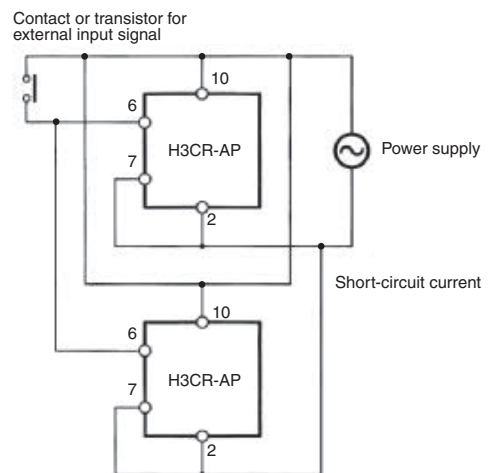 Contact or transistor for
external input signal
10
6
H3CR-AP
Power supply
7
2
Short-circuit current
10
6
H3CR-AP
7
2